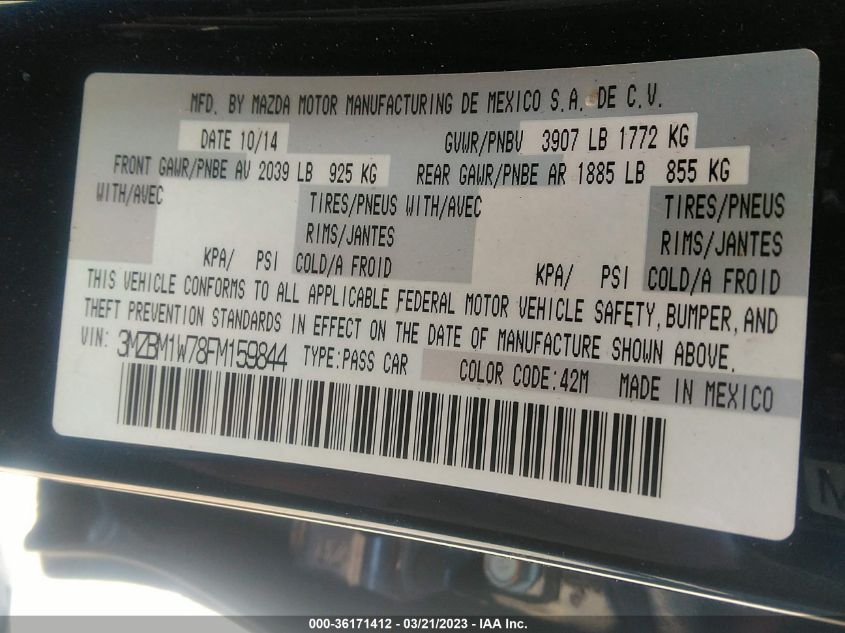 MFD. BY MAZDA MOTOR MANUFACTURING DE MEXICO S.A. DE C.V.
DATE 10/14 GVWR/PNBV 3907 LB 1772 KG
FRONT GAWR/PNBE AV 2039 LB 925 KG REAR GAWR/PNBE AR 1885 LB 855 KG
WITH/AVEC TIRES/PNEUS WITH/AVEC TIRES/PNEUS
RIMS/JANTES RIMS/JANTES
KPA/ PSI COLD/A FROID KPA/ PSI COLD/A FROID
THIS VEHICLE CONFORMS TO ALL APPLICABLE FEDERAL MOTOR VEHICLE SAFETY, BUMPER, AND
THEFT PREVENTION STANDARDS IN EFFECT ON THE DATE OF MANUFACTURE SHOWN ABOVE.
VIN: 3MZBM1W78FM159844 TYPE:PASS CAR COLOR CODE:42M MADE IN MEXICO
000-36171412 / 03/21/2023 / IAA Inc.